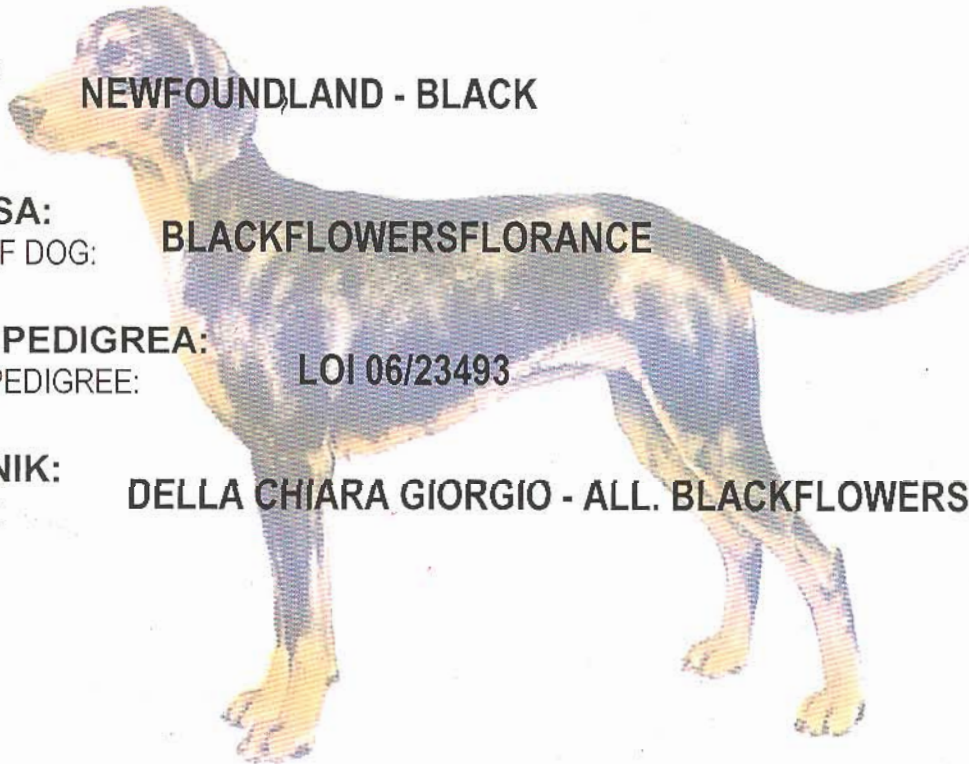 NEWFOUNDLAND - BLACK
SA:
F DOG:
BLACKFLOWERSFLORANCE
PEDIGREA:
PEDIGREE:
LOI 06/23493
NIK:
DELLA CHIARA GIORGIO - ALL. BLACKFLOWERS